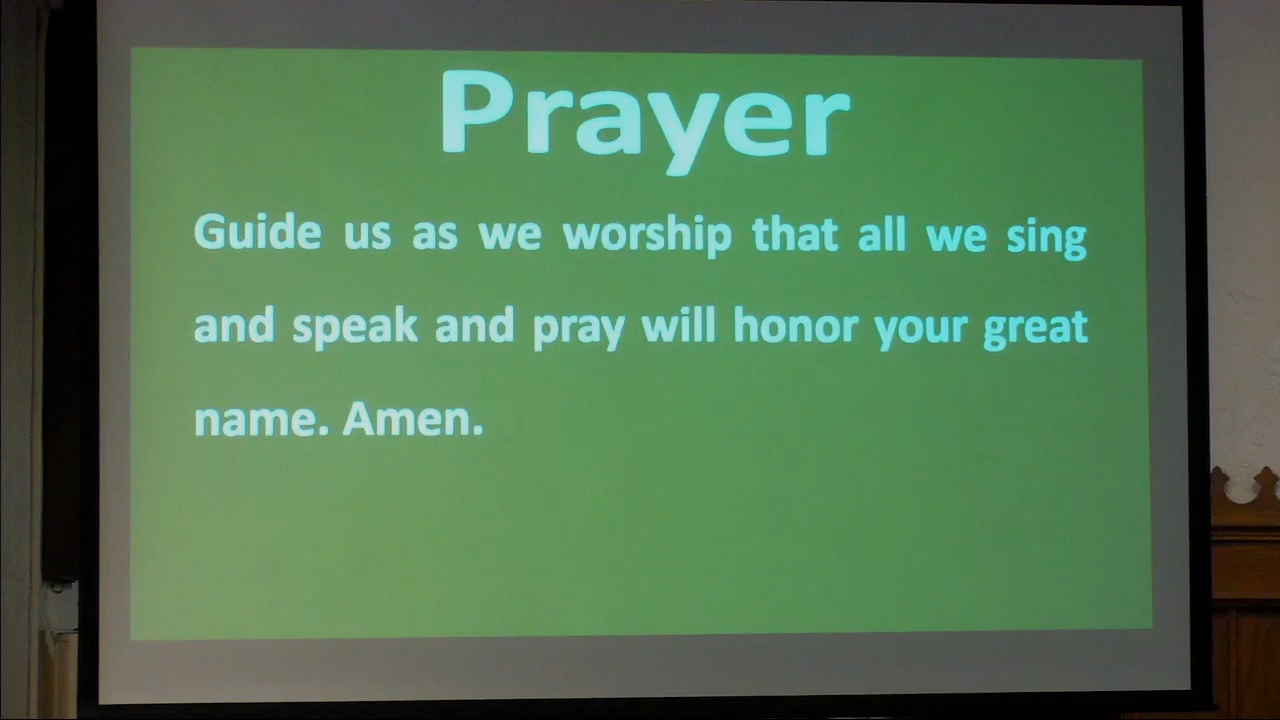 Prayer
Guide us as we worship that all we sing
and speak and pray will honor your great
name. Amen.